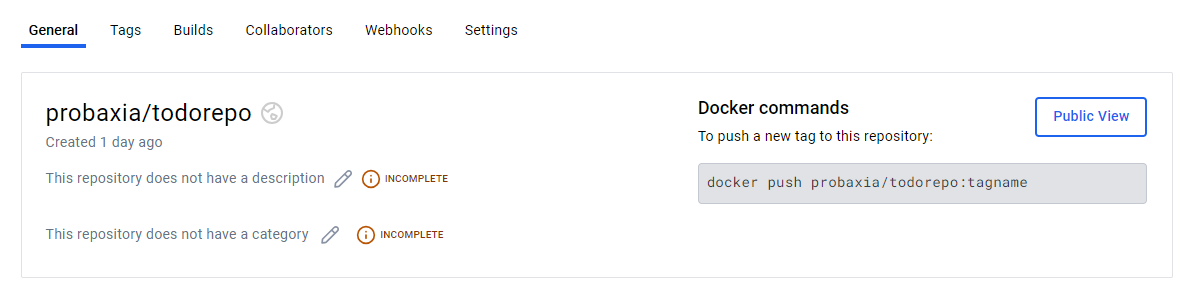 General Tags Builds Collaborators Webhooks Settings
probaxia/todorepo
Created 1 day ago
This repository does not have a description INCOMPLETE
This repository does not have a category INCOMPLETE
Docker commands
Public View
To push a new tag to this repository:
docker push probaxia/todorepo:tagname